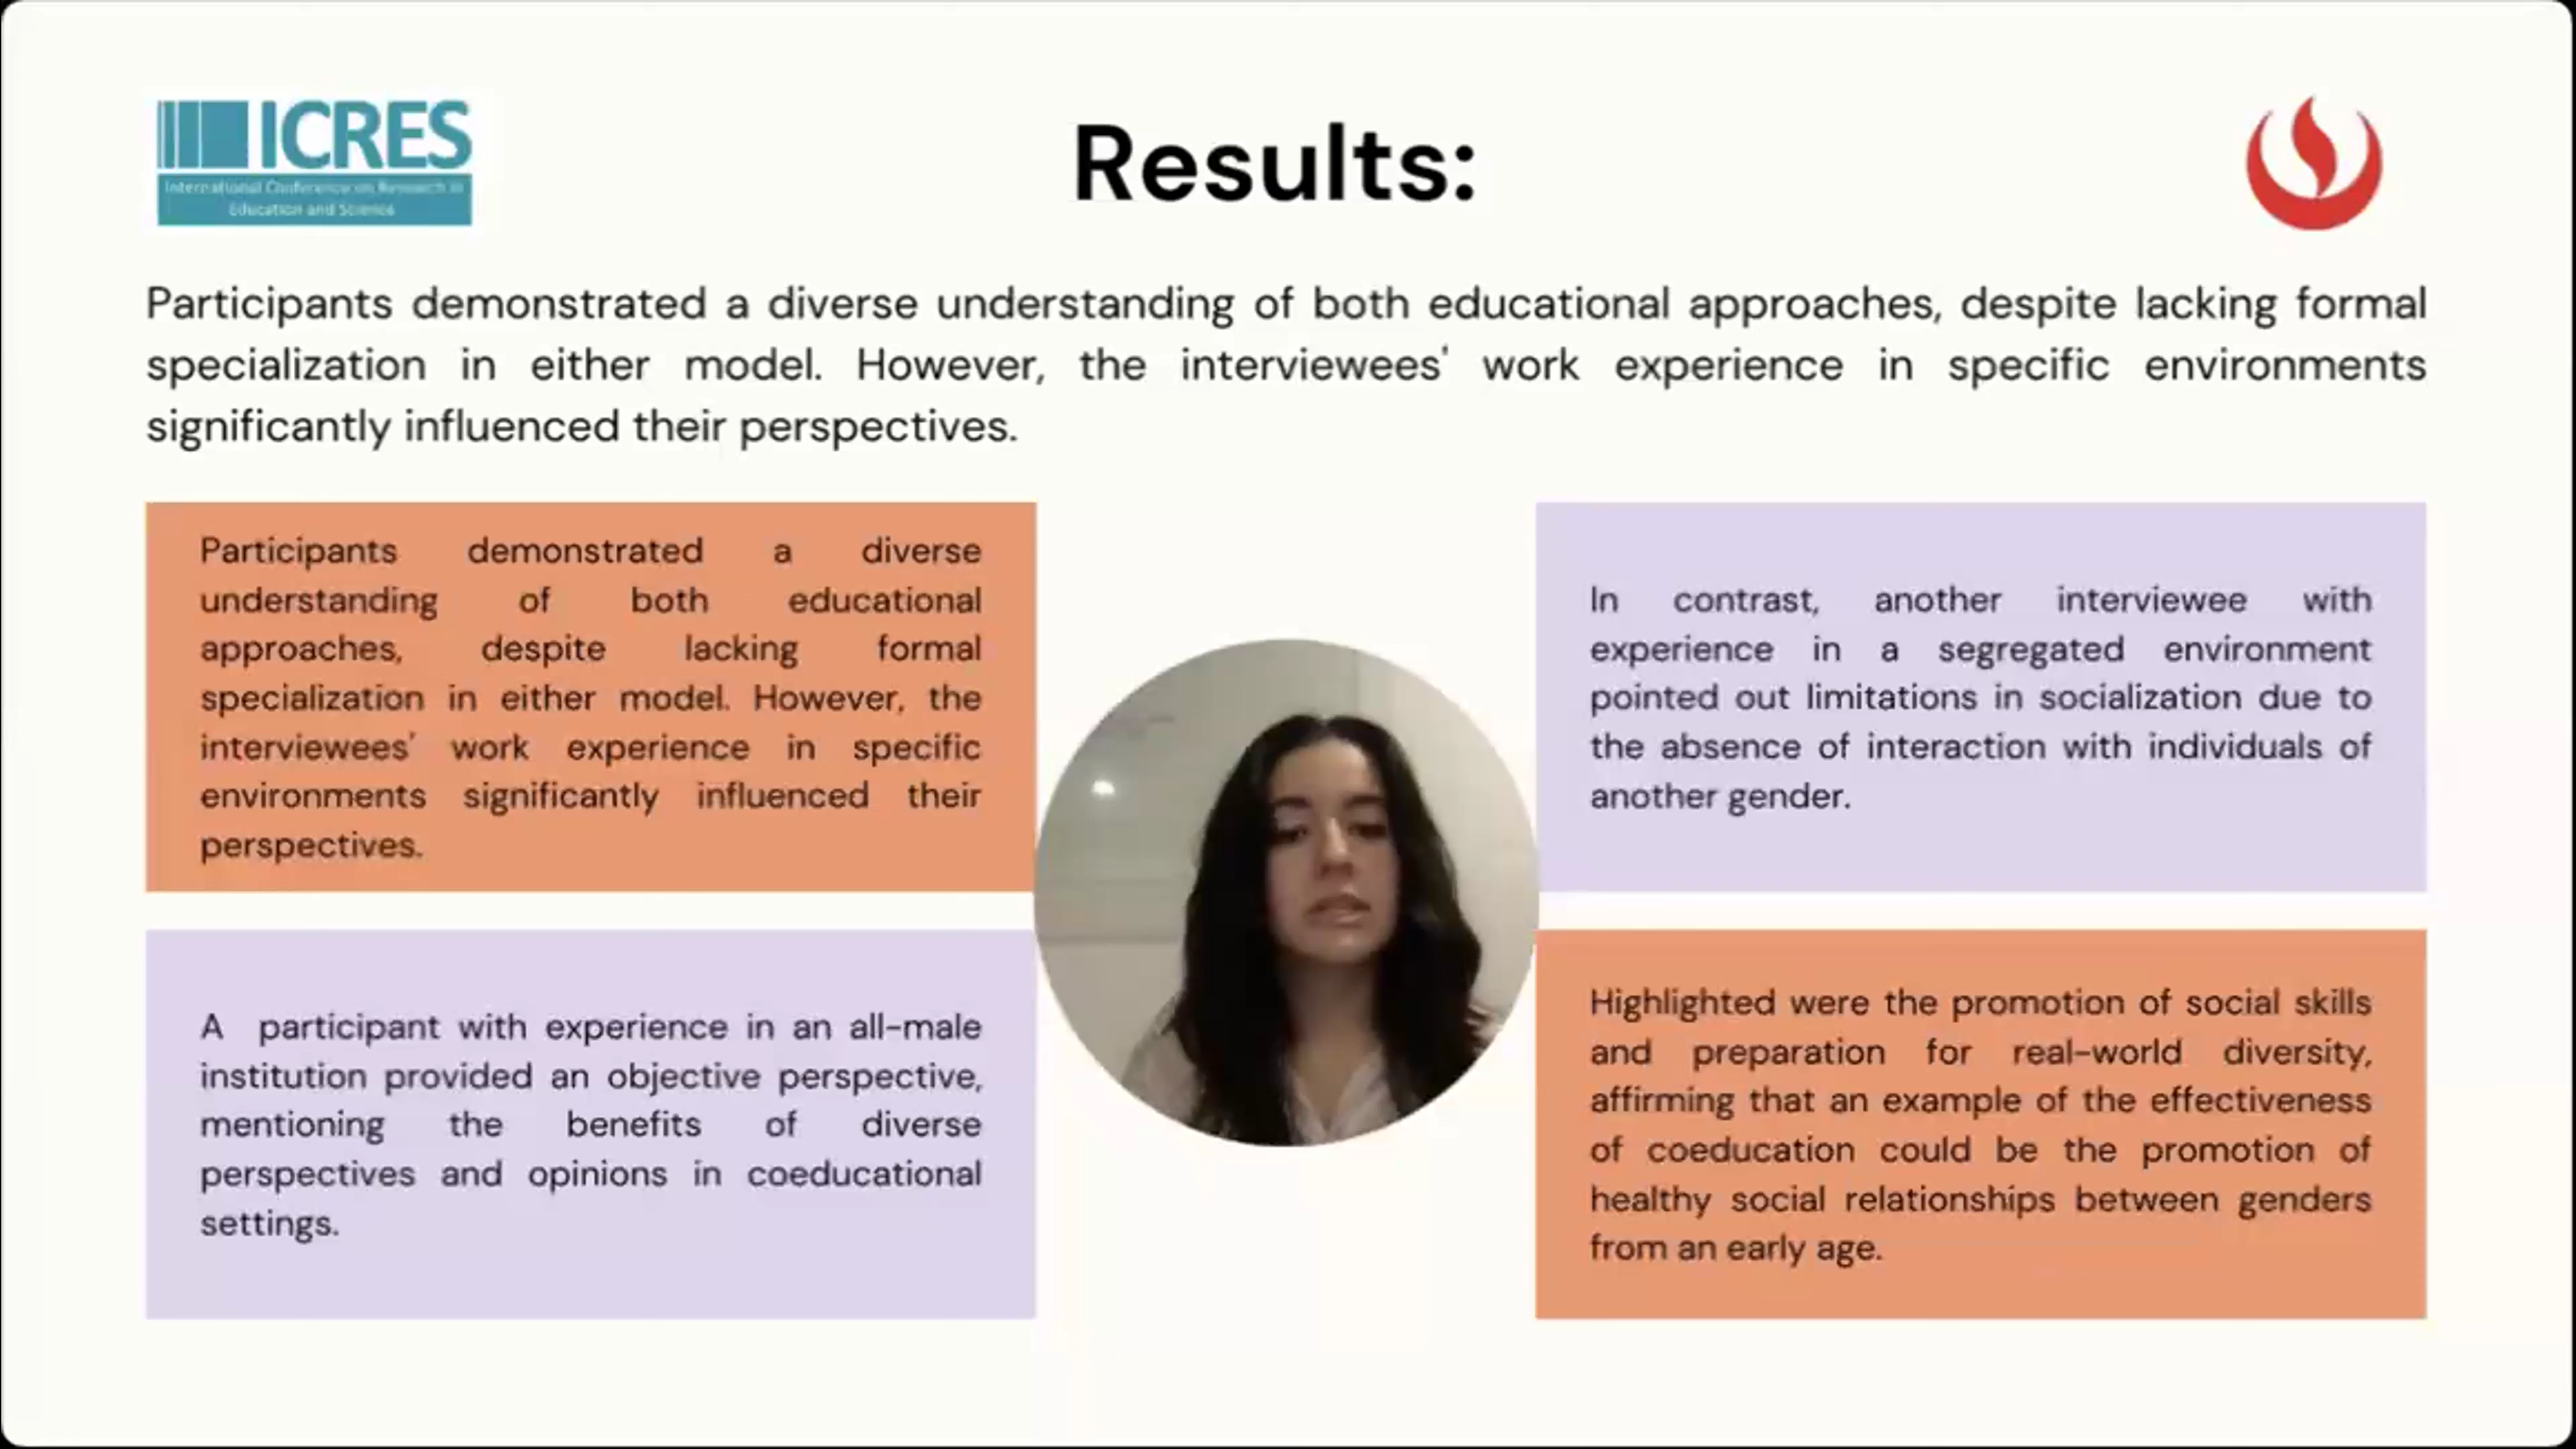 ICRES
International Conference on Research in
Education and Science
Results:
Participants demonstrated a diverse understanding of both educational approaches, despite lacking formal
specialization in either model. However, the interviewees' work experience in specific environments
significantly influenced their perspectives.
Participants demonstrated a diverse
understanding of both educational
approaches, despite lacking formal
specialization in either model. However, the
interviewees' work experience in specific
environments significantly influenced their
perspectives.
A participant with experience in an all-male
institution provided an objective perspective,
mentioning the benefits of diverse
perspectives and opinions in coeducational
settings.
In contrast, another interviewee with
experience in a segregated environment
pointed out limitations in socialization due to
the absence of interaction with individuals of
another gender.
Highlighted were the promotion of social skills
and preparation for real-world diversity,
affirming that an example of the effectiveness
of coeducation could be the promotion of
healthy social relationships between genders
from an early age.